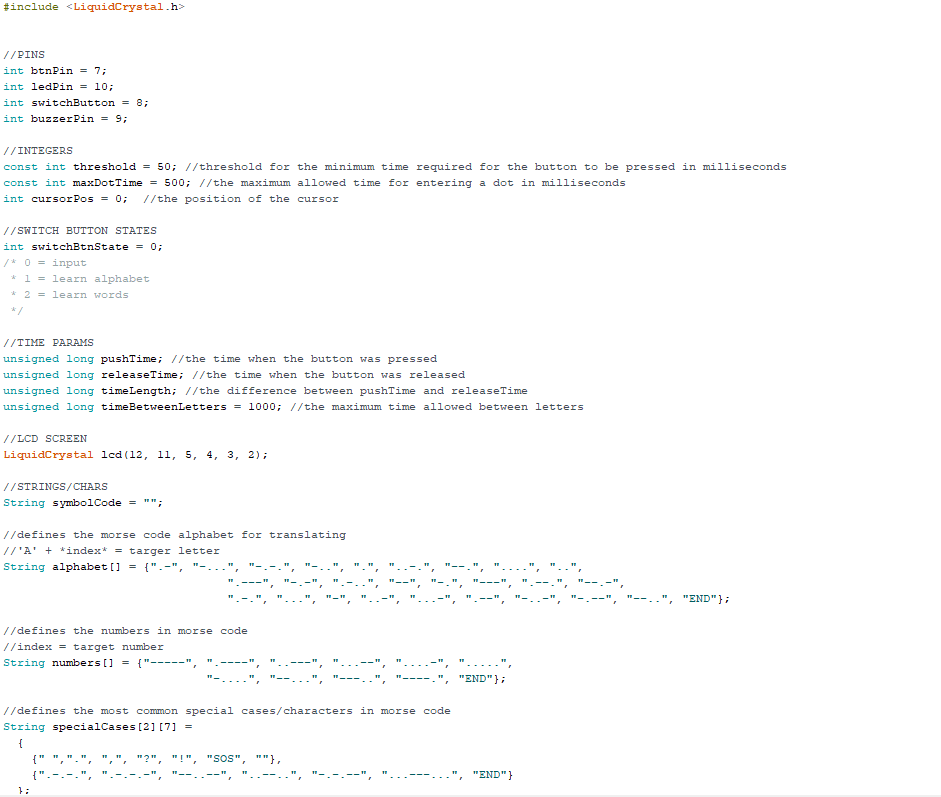 #include <LiquidCrystal.h>
//PINS
int btnPin = 7;
int ledPin = 10;
int switchButton = 8;
int buzzerPin = 9;
//INTEGERS
const int threshold = 50; //threshold for the minimum time required for the button to be pressed in milliseconds
const int maxDotTime = 500; //the maximum allowed time for entering a dot in milliseconds
int cursorPos = 0;  //the position of the cursor
//SWITCH BUTTON STATES
int switchBtnState = 0;
/* 0 = input
 * 1 = learn alphabet
 * 2 = learn words
 */
//TIME PARAMS
unsigned long pushTime; //the time when the button was pressed
unsigned long releaseTime; //the time when the button was released
unsigned long timeLength; //the difference between pushTime and releaseTime
unsigned long timeBetweenLetters = 1000; //the maximum time allowed between letters
//LCD SCREEN
LiquidCrystal lcd(12, 11, 5, 4, 3, 2);
//STRINGS/CHARS
String symbolCode = "";
//defines the morse code alphabet for translating
//'A' + *index* = targer letter
String alphabet[] = {".-", "-...", "-.-.", "-..", ".", "..-.", "--.", "....", "..",
".---", "-.-", ".-..", "--", "-.", "---", ".--.", "--.-",
".-.", "...", "-", "..-", "...-", ".--", "-..-", "-.--", "--..", "END"};
//defines the numbers in morse code
//index = target number
String numbers[] = {"-----", ".----", "..---", "...--", "....-", ".....",
"-....", "--...", "---..", "----.", "END"};
//defines the most common special cases/characters in morse code
String specialCases[2][7] =
{
{" ",".", ",", "?", "!", "SOS", ""},
{".-.-.", ".-.-.-", "--..--", "..--..", "-.-.--", "...---...", "END"}
};